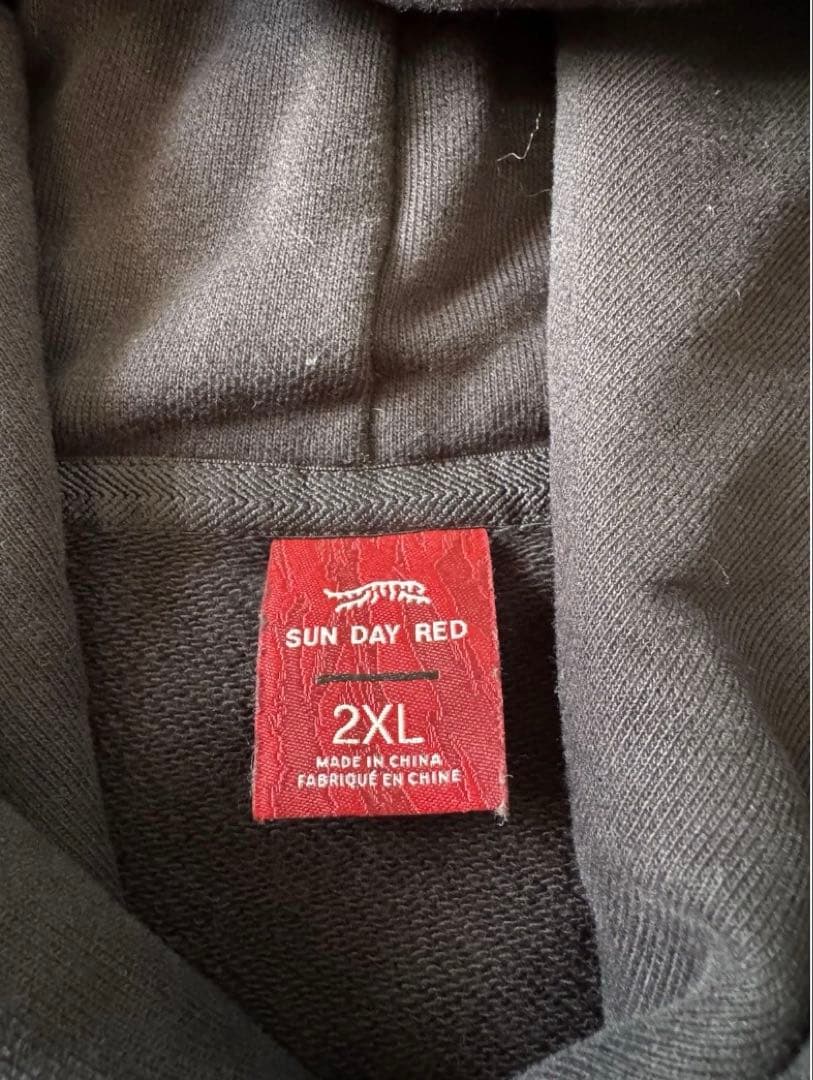 SUN DAY RED
2XL
MADE IN CHINA
FABRIQUÉ EN CHINE